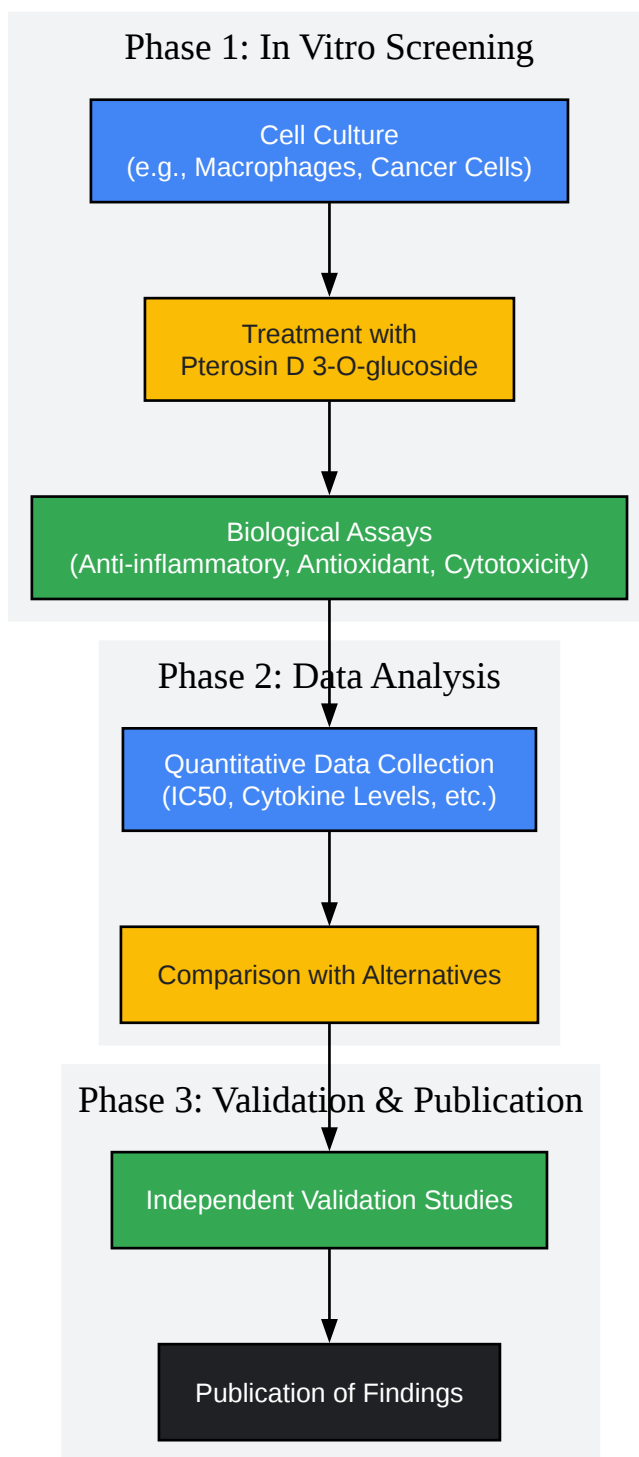 Phase 1: In Vitro Screening
Cell Culture
(e.g., Macrophages, Cancer Cells)
Treatment with
Pterosin D 3-O-glucoside
Biological Assays
(Anti-inflammatory, Antioxidant, Cytotoxicity)
Phase 2: Data Analysis
Quantitative Data Collection
(IC50, Cytokine Levels, etc.)
Comparison with Alternatives
Phase 3: Validation & Publication
Independent Validation Studies
Publication of Findings